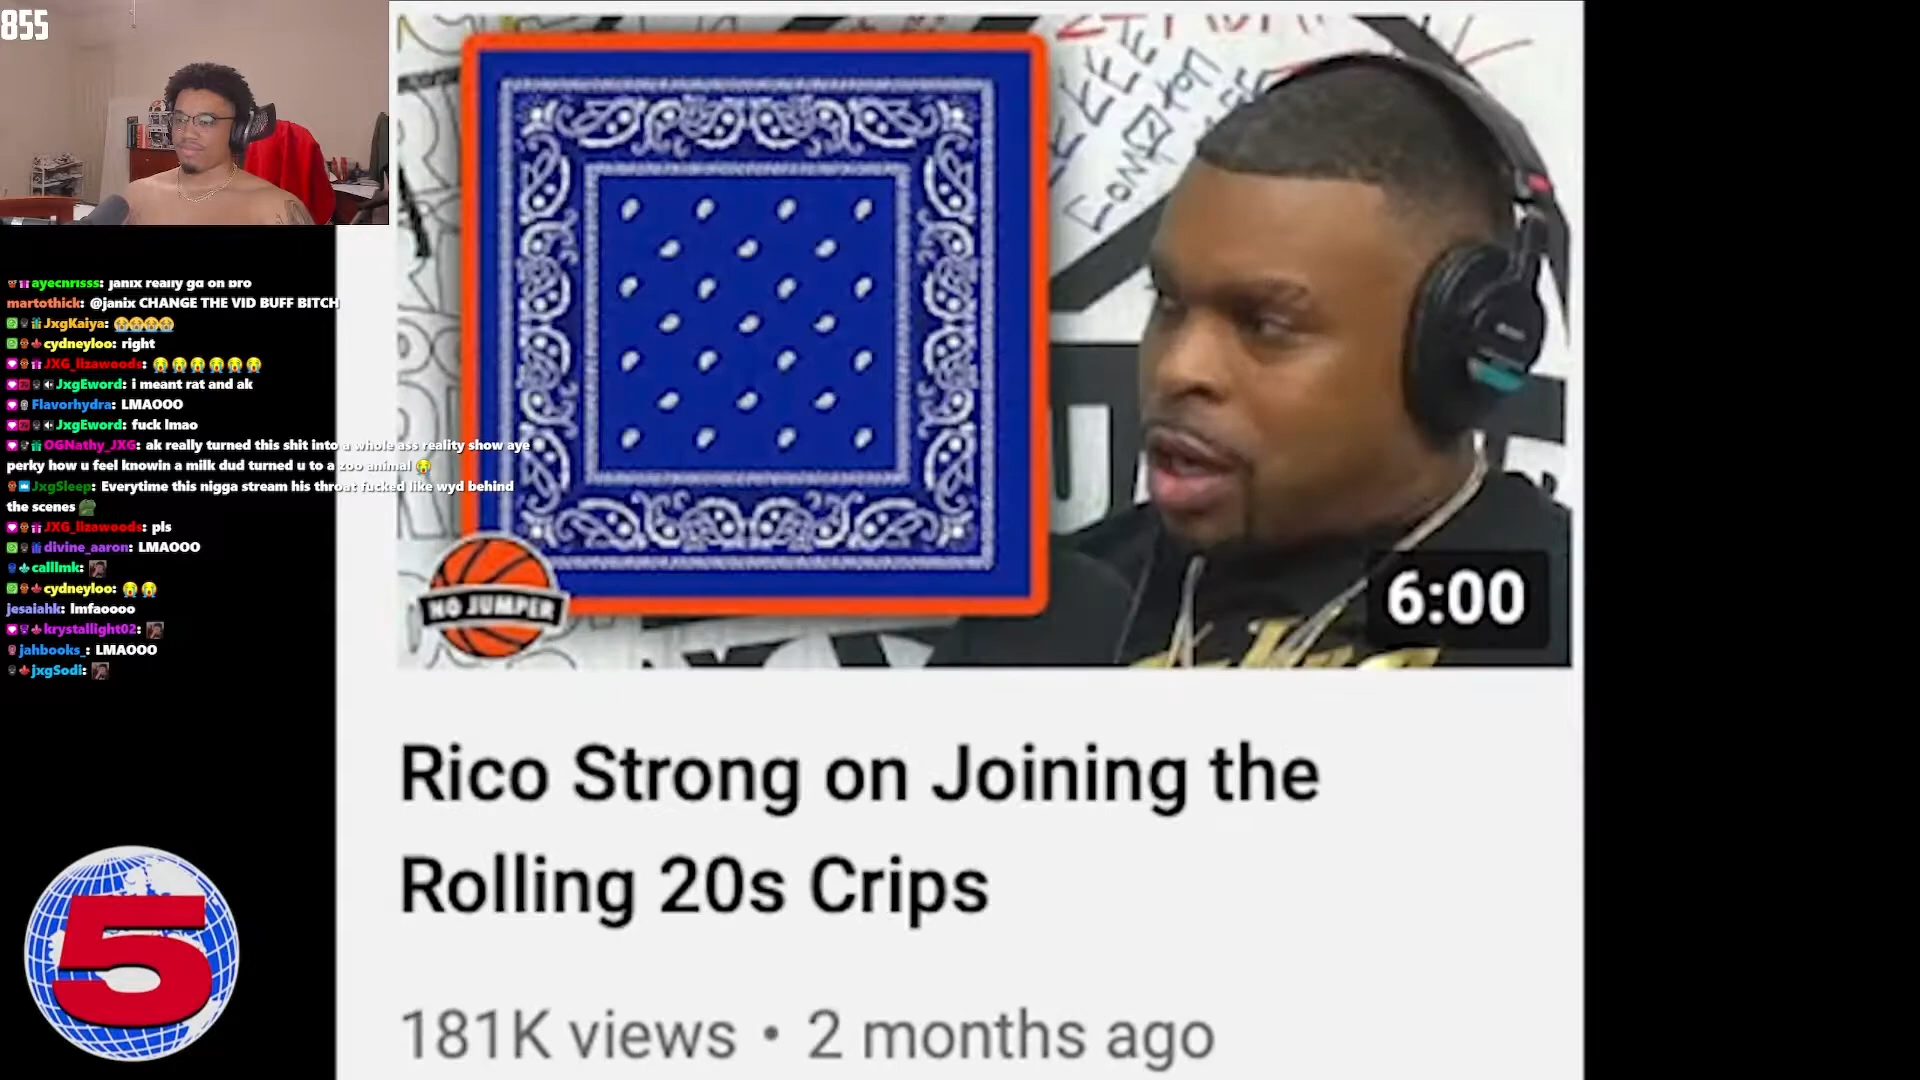 855
ayechrisss: janix really gd on bro
martothick: @janix CHANGE THE VID BUFF BITCH
JxgKaiya:
cydneyloo: right
JXG_lizawoods:
JxgEword: i meant rat and ak
Flavorhydra: LMAOOO
JxgEword: fuck lmao
OGNathy_JXG: ak really turned this shit into a whole ass reality show aye
perky how u feel knowin a milk dud turned u to a zoo animal
JxgSleep: Everytime this nigga stream his throat fucked like wyd behind
the scenes
JXG_lizawoods: pls
divine_aaron: LMAOOO
calllmk:
cydneyloo:
jesaiahk: lmfaoooo
krystallight02:
jahbooks_: LMAOOO
jxgSodi:
5
NO JUMPER
6:00
Rico Strong on Joining the
Rolling 20s Crips
181K views • 2 months ago